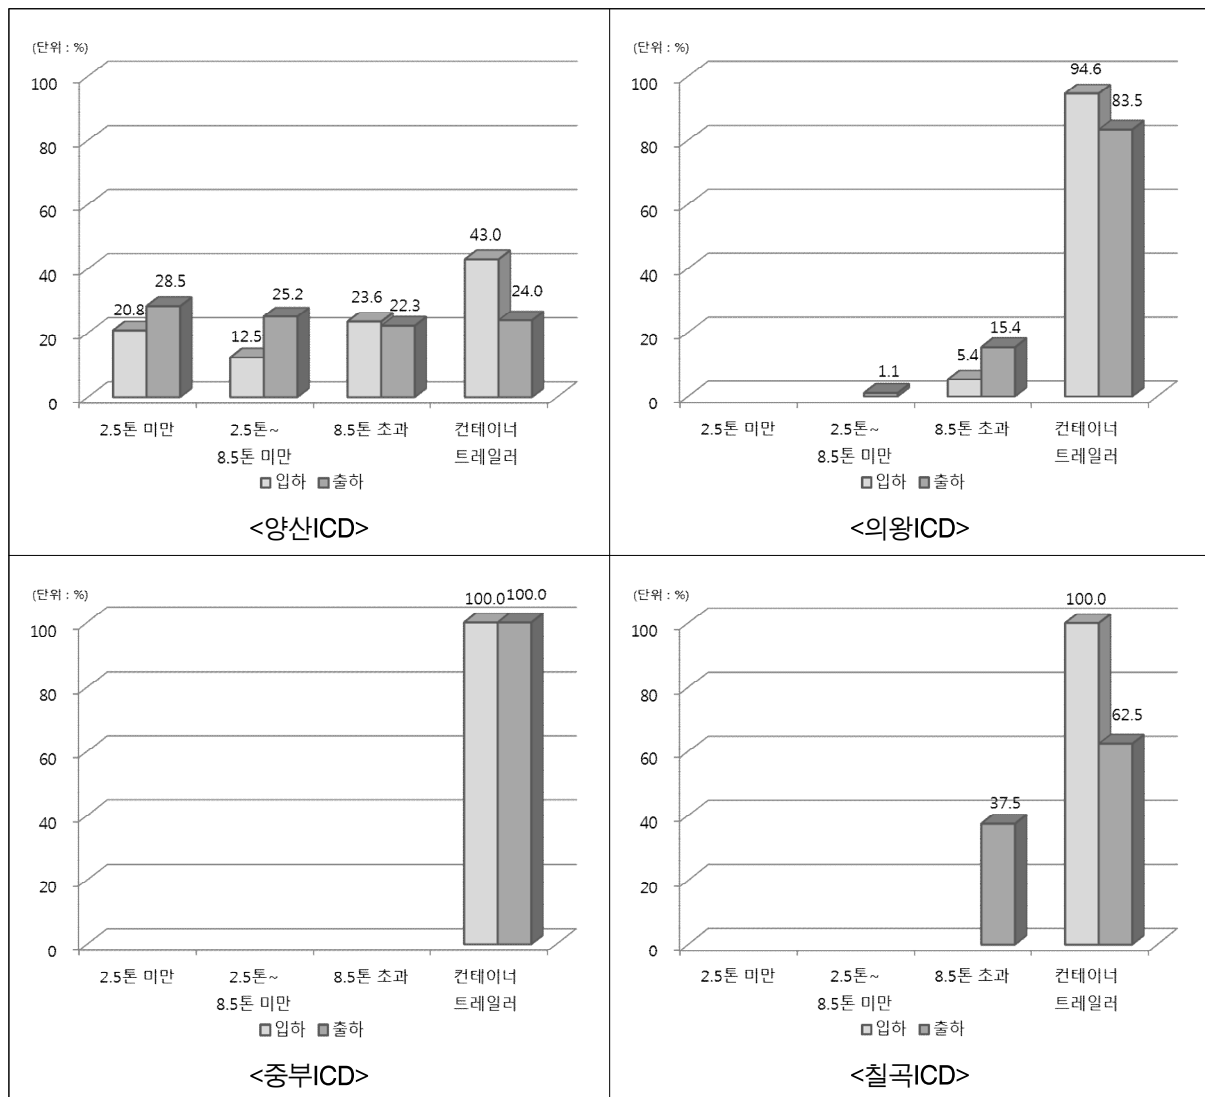 (단위 : %)
100
80
60
40
20
0
20.8
28.5
12.5
25.2
23.6
22.3
43.0
24.0
2.5톤 미만
2.5톤~
8.5톤 미만
8.5톤 초과
컨테이너
트레일러
입하 출하
<양산ICD>
(단위 : %)
100
80
60
40
20
0
1.1
5.4
15.4
94.6
83.5
2.5톤 미만
2.5톤~
8.5톤 미만
8.5톤 초과
컨테이너
트레일러
입하 출하
<의왕ICD>
(단위 : %)
100
80
60
40
20
0
100.0
100.0
2.5톤 미만
2.5톤~
8.5톤 미만
8.5톤 초과
컨테이너
트레일러
입하 출하
<중부ICD>
(단위 : %)
100
80
60
40
20
0
37.5
100.0
62.5
2.5톤 미만
2.5톤~
8.5톤 미만
8.5톤 초과
컨테이너
트레일러
입하 출하
<칠곡ICD>